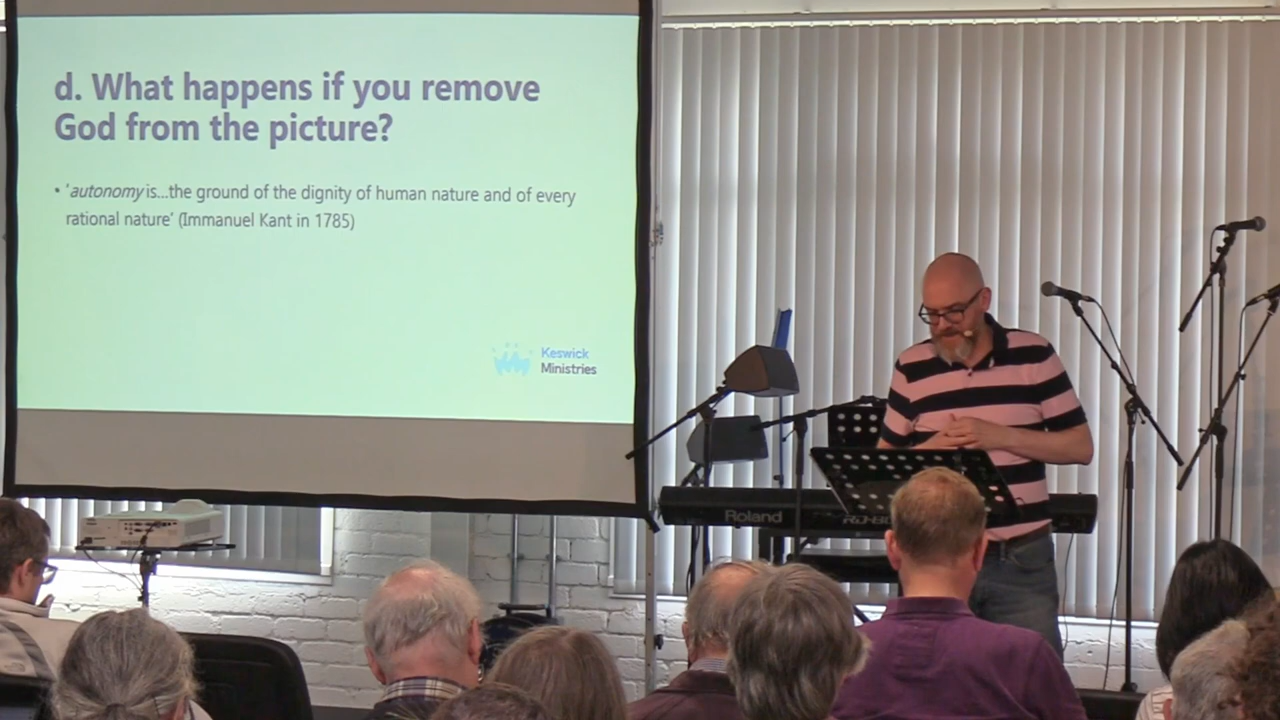 d. What happens if you remove
God from the picture?
• 'autonomy is...the ground of the dignity of human nature and of every
rational nature' (Immanuel Kant in 1785)
Keswick
Ministries
Roland